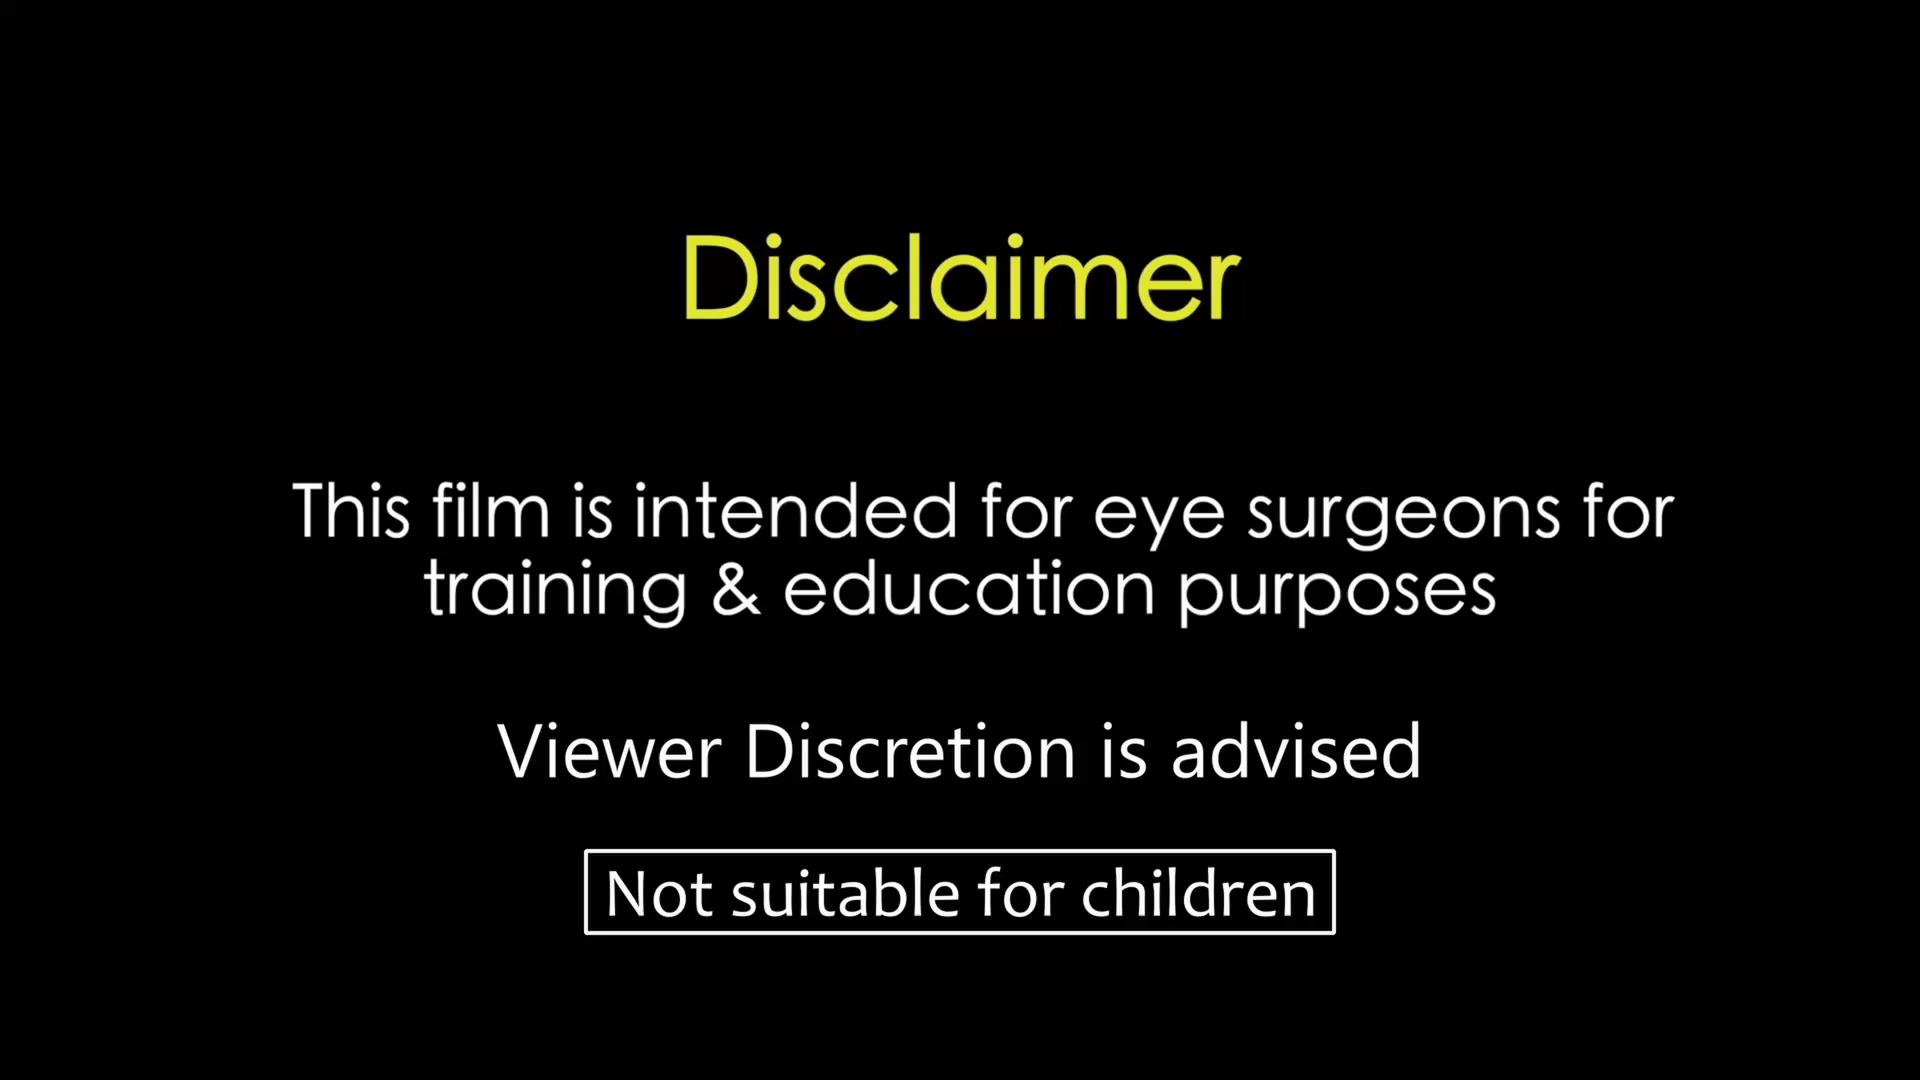 Disclaimer
This film is intended for eye surgeons for
training & education purposes
Viewer Discretion is advised
Not suitable for children